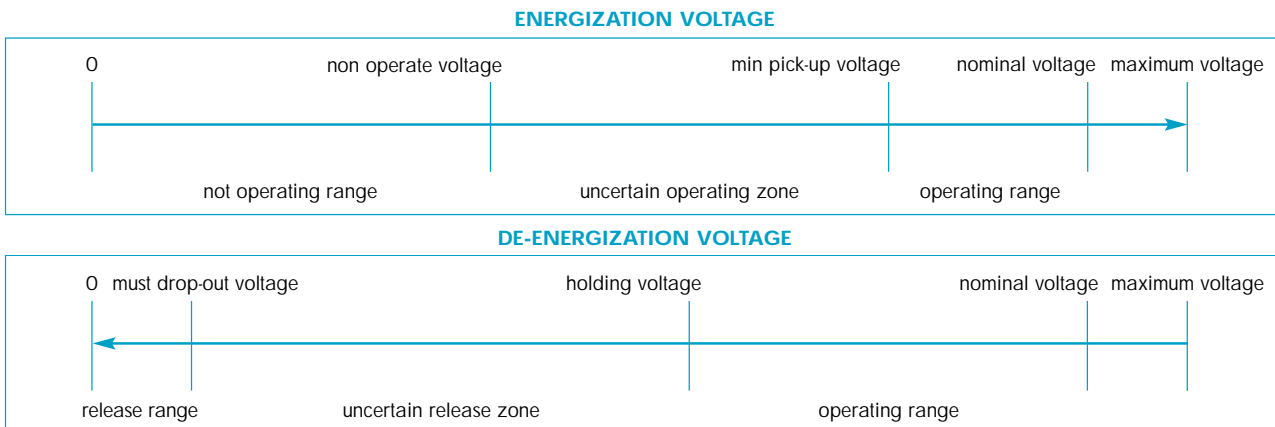 ENERGIZATION VOLTAGE
0 non operate voltage min pick-up voltage nominal voltage maximum voltage
not operating range uncertain operating zone operating range
DE-ENERGIZATION VOLTAGE
0 must drop-out voltage holding voltage nominal voltage maximum voltage
release range uncertain release zone operating range